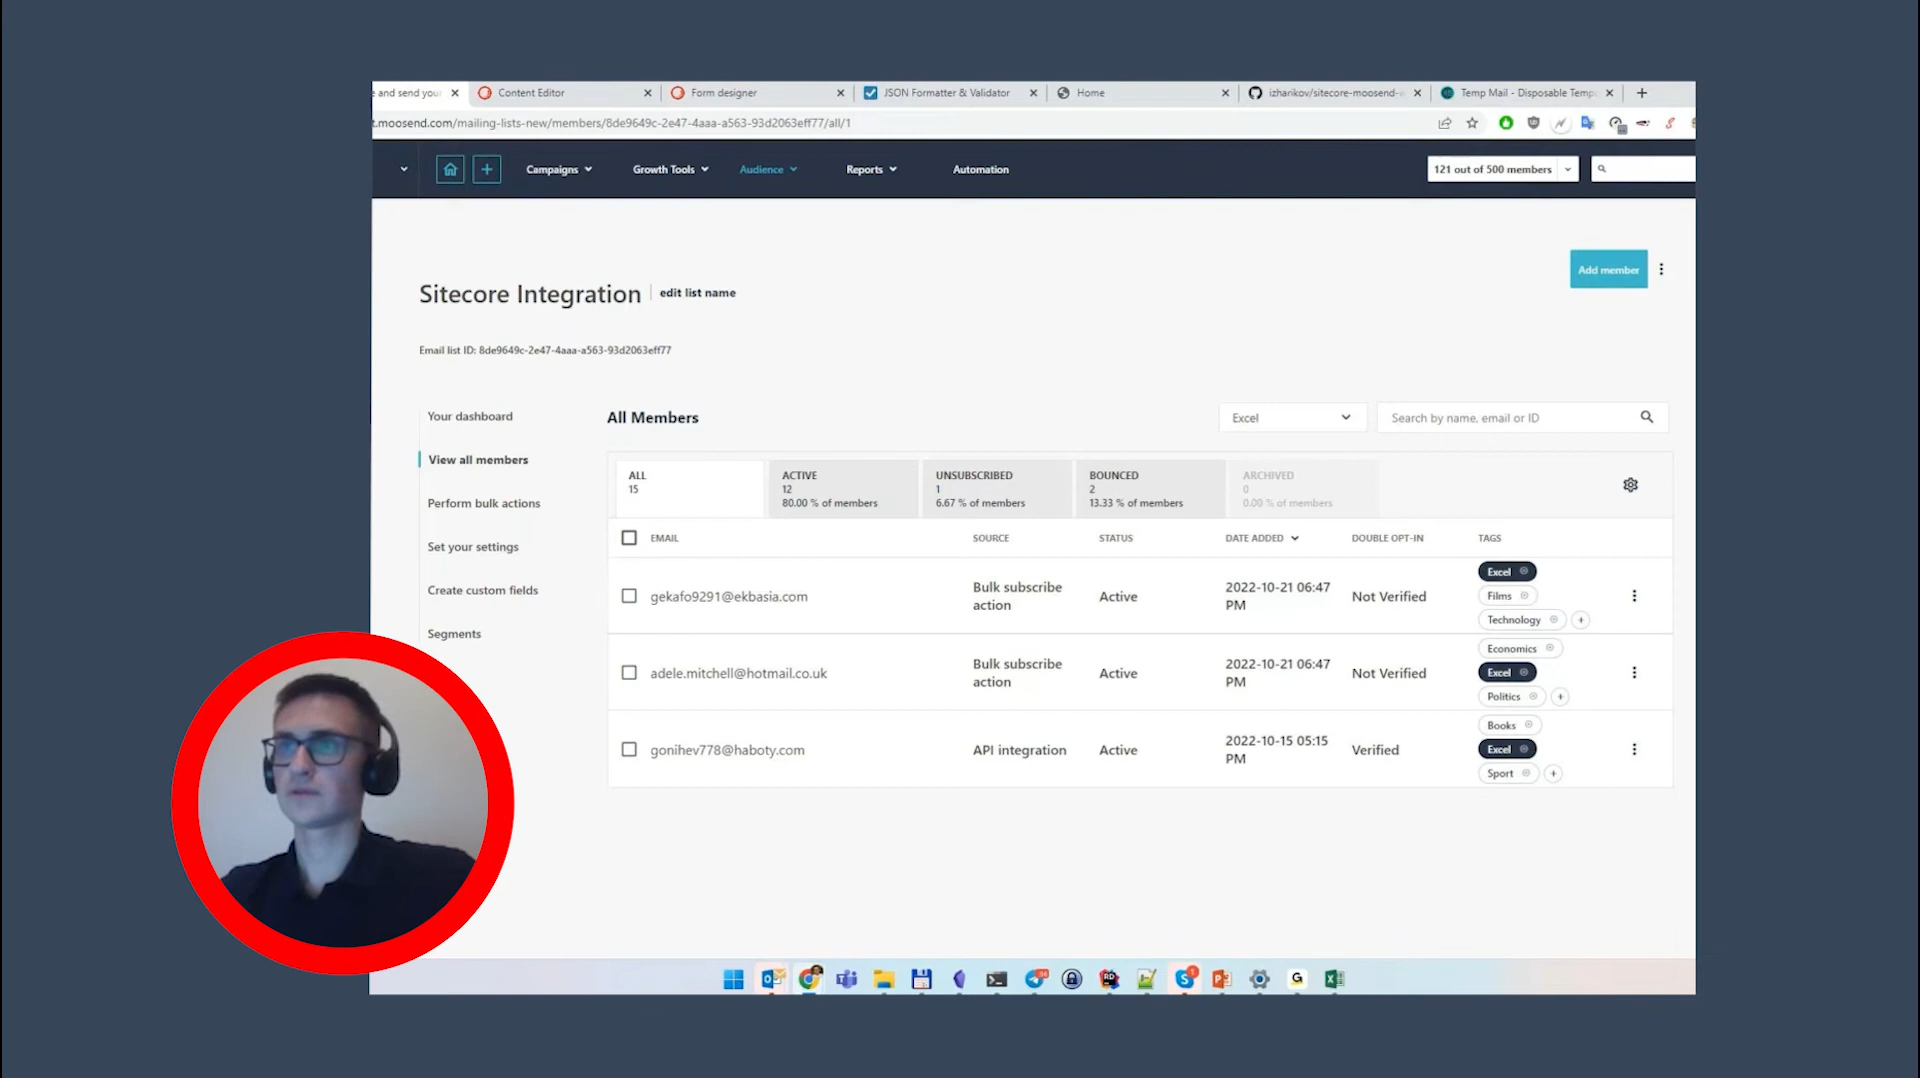 e and send your
Content Editor
Form designer
JSON Formatter & Validator
Home
izharikov/sitecore-moosend-
Temp Mail - Disposable Temp
t.moosend.com/mailing-lists-new/members/8de9649c-2e47-4aaa-a563-93d2063eff77/all/1
Campaigns
Growth Tools
Audience
Reports
Automation
121 out of 500 members
Add member
Sitecore Integration
edit list name
Email list ID: 8de9649c-2e47-4aaa-a563-93d2063eff77
Your dashboard
View all members
Perform bulk actions
Set your settings
Create custom fields
Segments
All Members
Excel
Search by name, email or ID
ALL
15
ACTIVE
12
80.00 % of members
UNSUBSCRIBED
1
6.67 % of members
BOUNCED
2
13.33 % of members
ARCHIVED
0
0.00 % of members
EMAIL SOURCE STATUS DATE ADDED DOUBLE OPT-IN TAGS
gekafo9291@ekbasia.com
Bulk subscribe
action
Active
2022-10-21 06:47
PM
Not Verified
Excel
Films
Technology
adele.mitchell@hotmail.co.uk
Bulk subscribe
action
Active
2022-10-21 06:47
PM
Not Verified
Economics
Excel
Politics
gonihev778@haboty.com
API integration
Active
2022-10-15 05:15
PM
Verified
Books
Excel
Sport